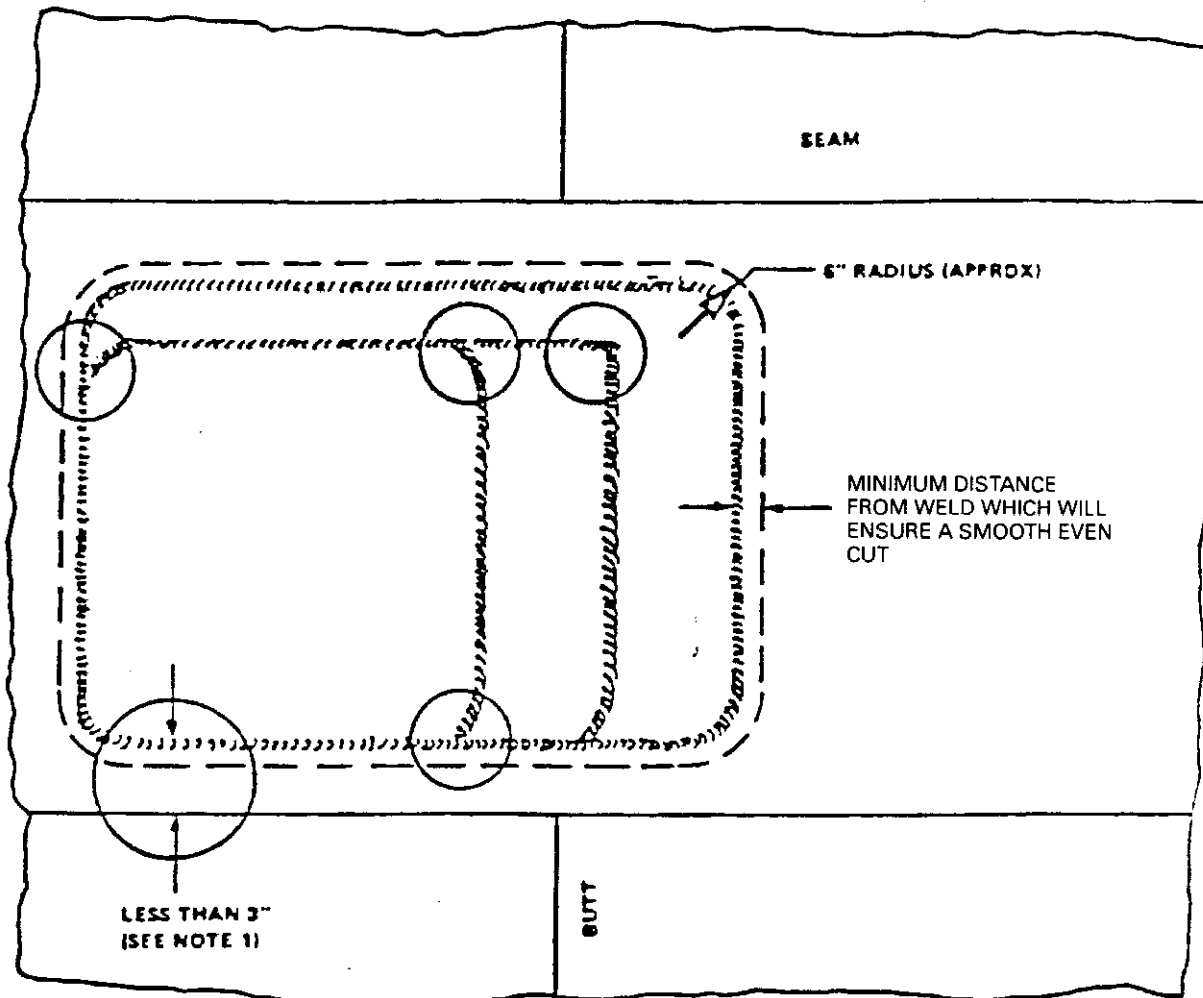 SEAM
6" RADIUS (APPROX)
MINIMUM DISTANCE
FROM WELD WHICH WILL
ENSURE A SMOOTH EVEN
CUT
LESS THAN 3"
(SEE NOTE 1)
BUTT